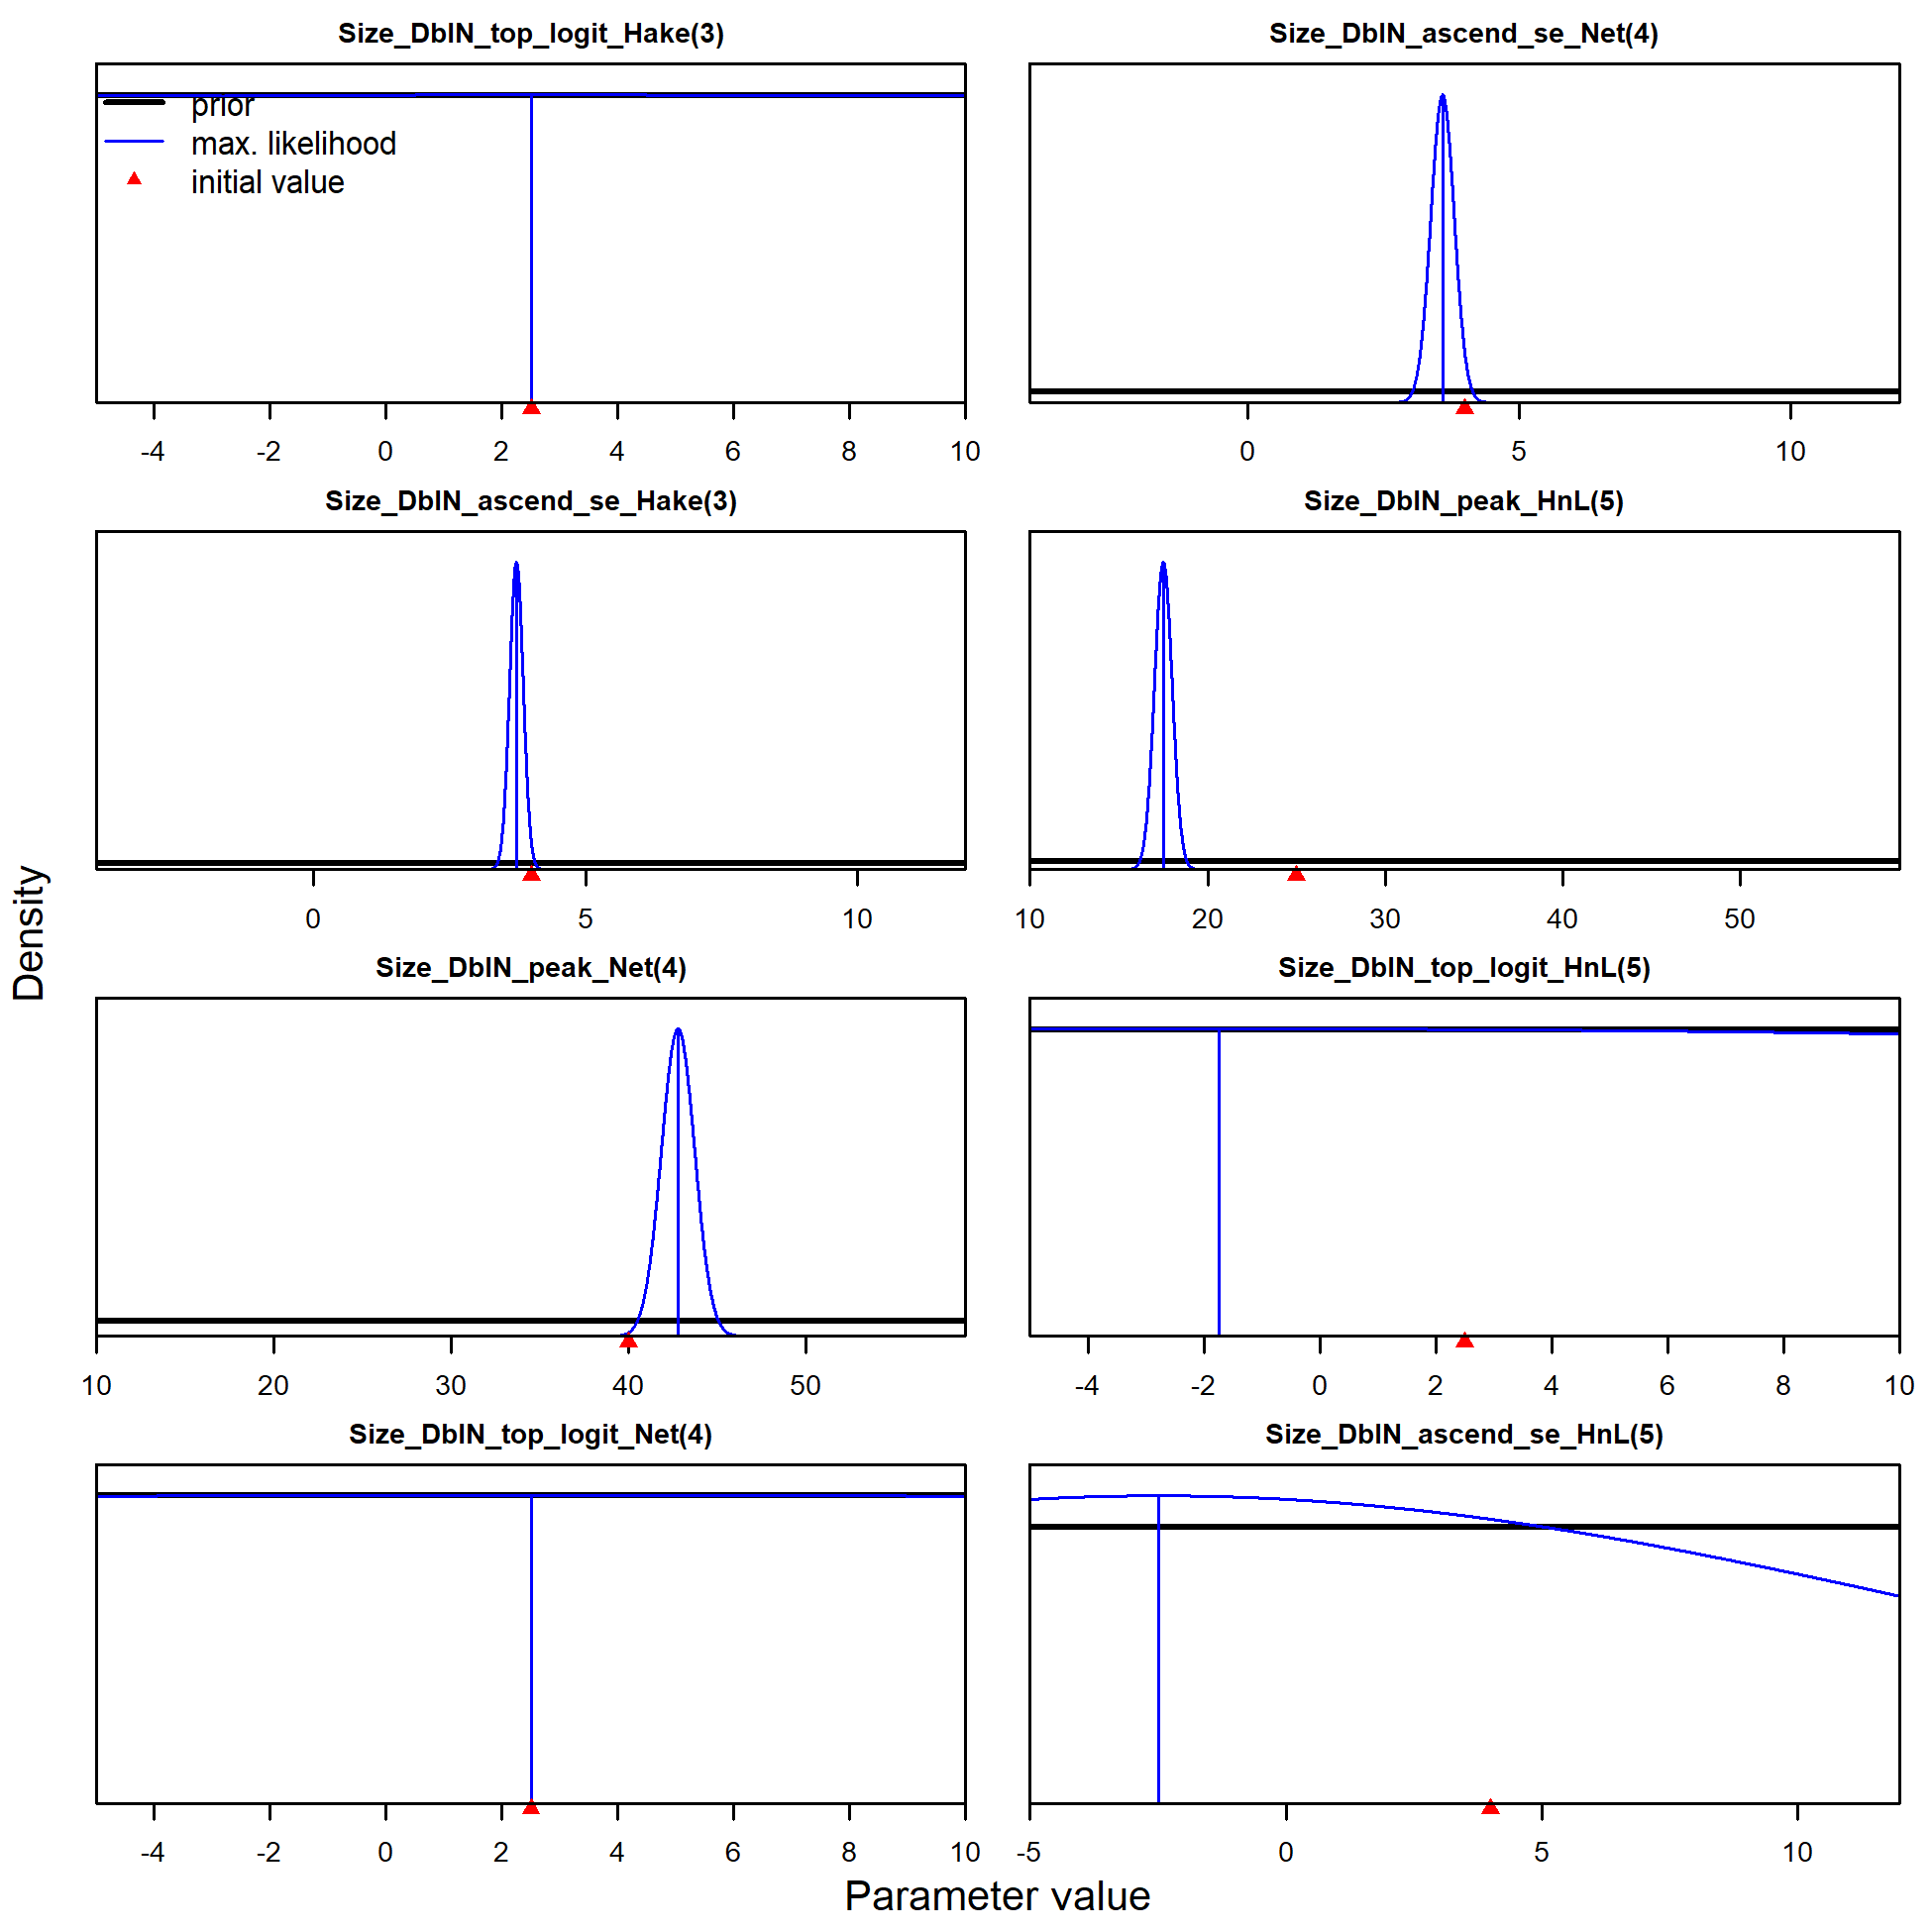 Size_DblN_top_logit_Hake(3)
prior
max. likelihood
initial value
-4 -2 0 2 4 6 8 10
Size_DblN_ascend_se_Net(4)
0 5 10
Size_DblN_ascend_se_Hake(3)
0 5 10
Size_DblN_peak_HnL(5)
10 20 30 40 50
Size_DblN_peak_Net(4)
10 20 30 40 50
Size_DblN_top_logit_HnL(5)
-4 -2 0 2 4 6 8 10
Size_DblN_top_logit_Net(4)
-4 -2 0 2 4 6 8 10
Size_DblN_ascend_se_HnL(5)
-5 0 5 10
Density
Parameter value